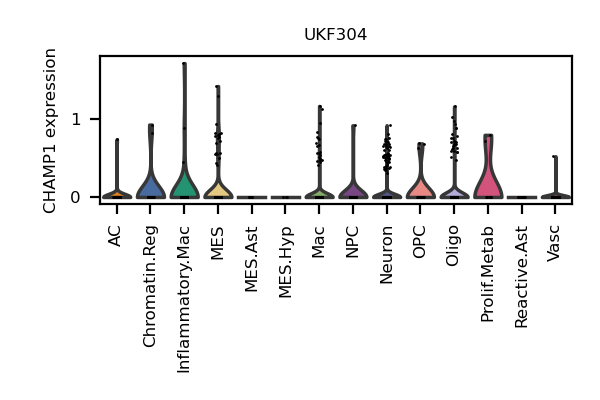 UKF304
CHAMP1 expression
1
0
AC
Chromatin.Reg
Inflammatory.Mac
MES
MES.Ast
MES.Hyp
Mac
NPC
Neuron
OPC
Oligo
Prolif.Metab
Reactive.Ast
Vasc